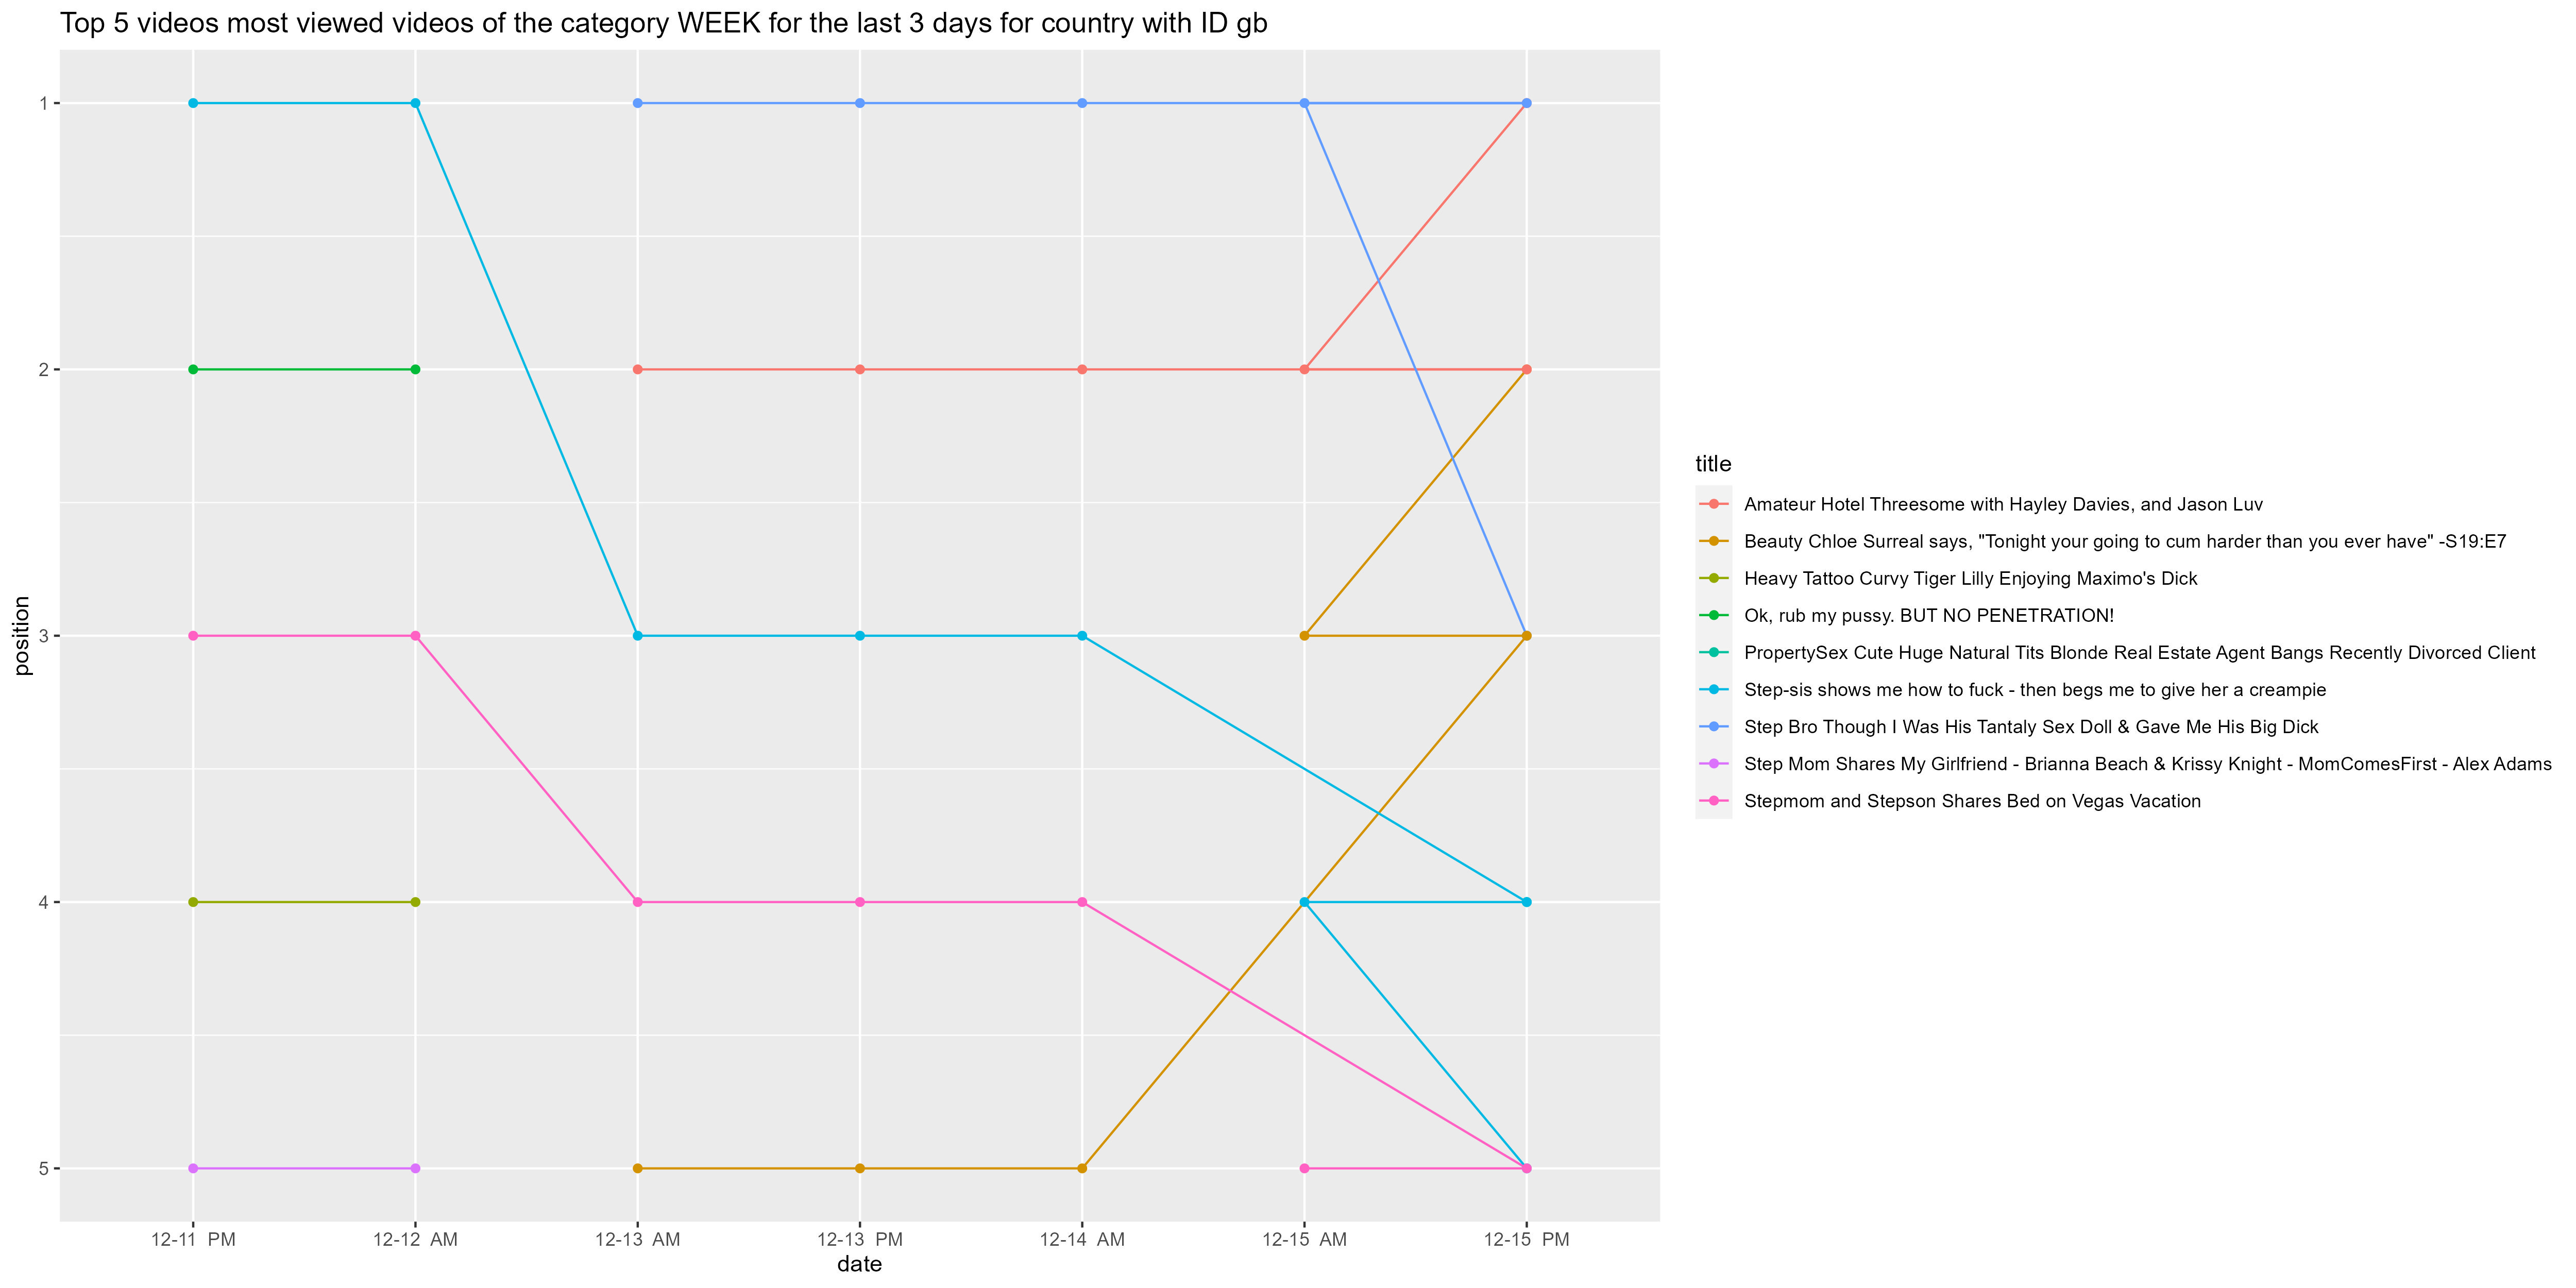 Top 5 videos most viewed videos of the category WEEK for the last 3 days for country with ID gb
position
1
2
3
4
5
12-11 PM
12-12 AM
12-13 AM
12-13 PM
12-14 AM
12-15 AM
12-15 PM
date
title
Amateur Hotel Threesome with Hayley Davies, and Jason Luv
Beauty Chloe Surreal says, "Tonight your going to cum harder than you ever have" -S19:E7
Heavy Tattoo Curvy Tiger Lilly Enjoying Maximo's Dick
Ok, rub my pussy. BUT NO PENETRATION!
PropertySex Cute Huge Natural Tits Blonde Real Estate Agent Bangs Recently Divorced Client
Step-sis shows me how to fuck - then begs me to give her a creampie
Step Bro Though I Was His Tantaly Sex Doll & Gave Me His Big Dick
Step Mom Shares My Girlfriend - Brianna Beach & Krissy Knight - MomComesFirst - Alex Adams
Stepmom and Stepson Shares Bed on Vegas Vacation